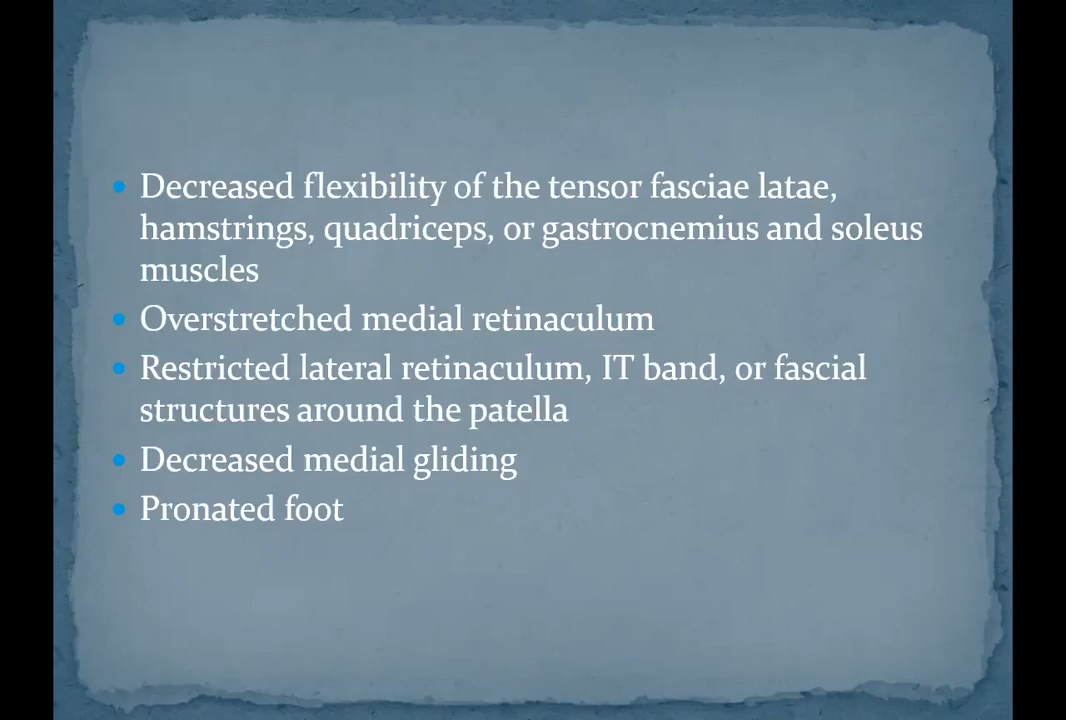 • Decreased flexibility of the tensor fasciae latae,
hamstrings, quadriceps, or gastrocnemius and soleus
muscles
• Overstretched medial retinaculum
• Restricted lateral retinaculum, IT band, or fascial
structures around the patella
• Decreased medial gliding
• Pronated foot